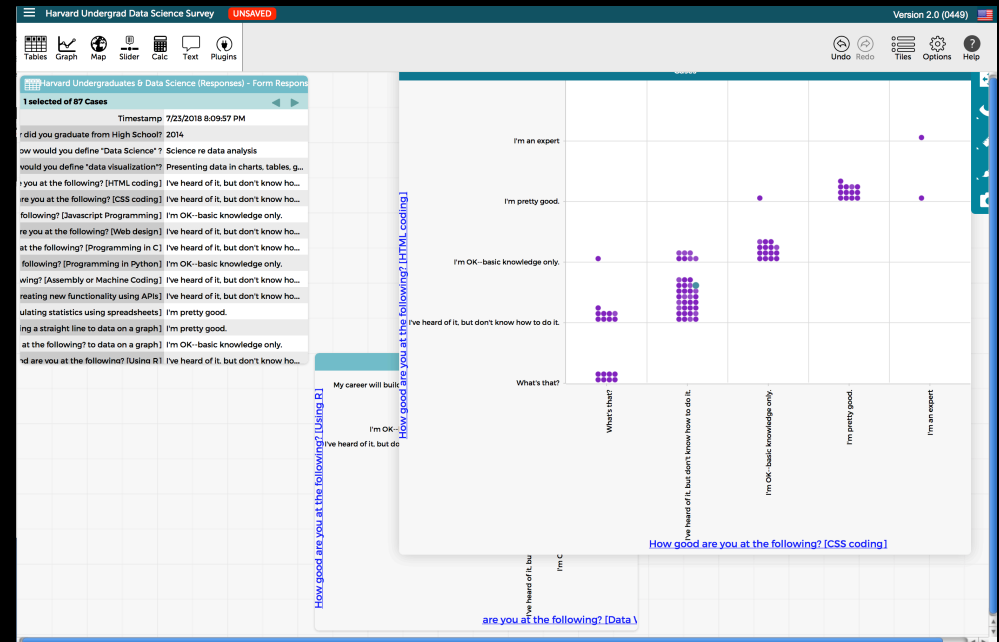 Harvard Undergrad Data Science Survey UNSAVED Version 2.0 (0449)
Tables Graph Map Slider Calc Text Plugins Undo Redo Tiles Options Help
Harvard Undergraduates & Data Science (Responses) - Form Respons
1 selected of 87 Cases
Timestamp 7/23/2018 8:09:57 PM
r did you graduate from High School? 2014
ow would you define "Data Science" ? Science re data analysis
would you define "data visualization"? Presenting data in charts, tables, g...
you at the following? [HTML coding] I've heard of it, but don't know ho...
re you at the following? [CSS coding] I've heard of it, but don't know ho...
following? [Javascript Programming] I'm OK--basic knowledge only.
re you at the following? [Web design] I've heard of it, but don't know ho...
at the following? [Programming in C] I've heard of it, but don't know ho...
following? [Programming in Python] I'm OK--basic knowledge only.
wing? [Assembly or Machine Coding] I've heard of it, but don't know ho...
reating new functionality using APIs] I've heard of it, but don't know ho...
ulating statistics using spreadsheets] I'm pretty good.
ing a straight line to data on a graph] I'm pretty good.
at the following? to data on a graph] I'm OK--basic knowledge only.
nd are you at the following? [Using R] I've heard of it, but don't know ho...
How good are you at the following? [HTML coding]
I'm an expert
I'm pretty good.
I'm OK--basic knowledge only.
I've heard of it, but don't know how to do it.
What's that?
What's that?
I've heard of it, but don't know how to do it.
I'm OK--basic knowledge only.
I'm pretty good.
I'm an expert
How good are you at the following? [CSS coding]
How good are you at the following? [Using R]
My career will build
I'm OK--
I've heard of it, but do
I've heard of it, bu
I'm C
are you at the following? [Data V